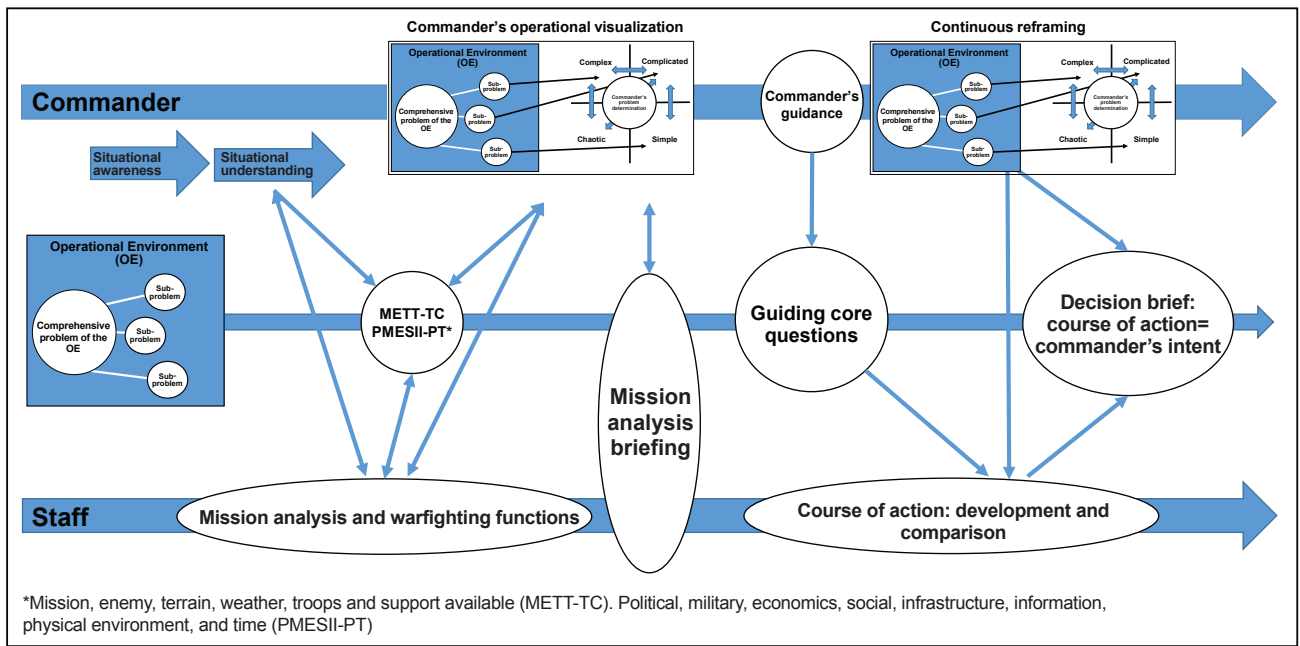 Commander's operational visualization
Continuous reframing
Operational Environment
(OE)
Sub-
problem
Comprehensive
problem of the
OE
Sub-
problem
Sub-
problem
Complex
Complicated
Commander's
problem
determination
Chaotic
Simple
Commander's
guidance
Operational Environment
(OE)
Sub-
problem
Comprehensive
problem of the
OE
Sub-
problem
Sub-
problem
Complex
Complicated
Commander's
problem
determination
Chaotic
Simple
Commander
Situational
awareness
Situational
understanding
Operational Environment
(OE)
Sub-
problem
Comprehensive
problem of the
OE
Sub-
problem
Sub-
problem
METT-TC
PMESII-PT*
Mission
analysis
briefing
Guiding core
questions
Decision brief:
course of action=
commander's intent
Staff
Mission analysis and warfighting functions
Course of action: development and
comparison
*Mission, enemy, terrain, weather, troops and support available (METT-TC). Political, military, economics, social, infrastructure, information,
physical environment, and time (PMESII-PT)